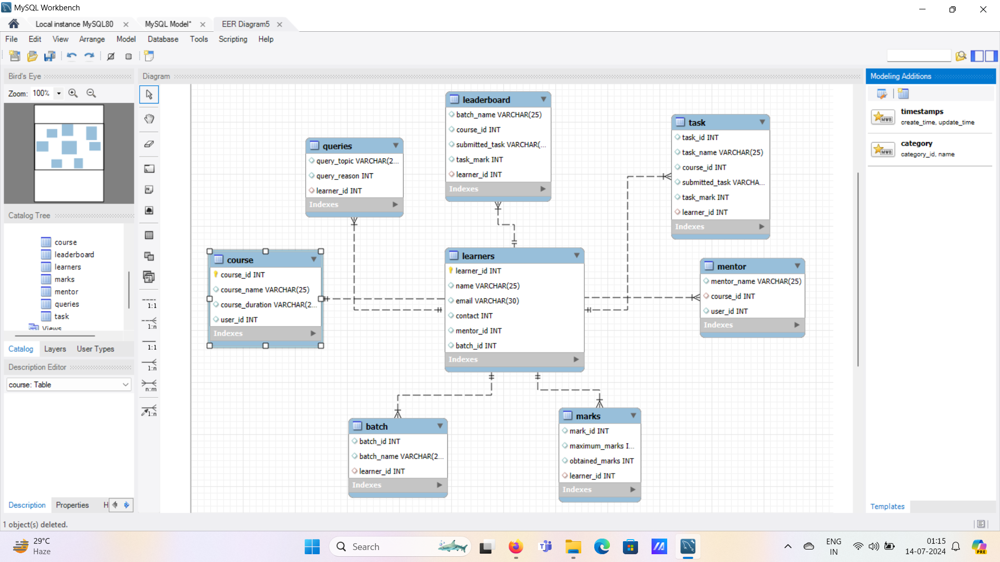 MySQL Workbench
Local instance MySQL80
MySQL Model*
EER Diagram5
File Edit View Arrange Model Database Tools Scripting Help
Bird's Eye
Zoom: 100%
Catalog Tree
course
leaderboard
learners
marks
mentor
queries
task
Views
Catalog Layers User Types
Description Editor
course: Table
Description Properties H
1 object(s) deleted.
1:1
1:n
1:1
1:n
n:m
1:n
Diagram
leaderboard
batch_name VARCHAR(25)
course_id INT
submitted_task VARCHAR(...
task_mark INT
learner_id INT
Indexes
queries
query_topic VARCHAR(2...
query_reason INT
learner_id INT
Indexes
task
task_id INT
task_name VARCHAR(25)
course_id INT
submitted_task VARCHA...
task_mark INT
learner_id INT
Indexes
course
course_id INT
course_name VARCHAR(25)
course_duration VARCHAR(2...
user_id INT
Indexes
learners
learner_id INT
name VARCHAR(25)
email VARCHAR(30)
contact INT
mentor_id INT
batch_id INT
Indexes
mentor
mentor_name VARCHAR(25)
course_id INT
user_id INT
Indexes
batch
batch_id INT
batch_name VARCHAR(2...
learner_id INT
Indexes
marks
mark_id INT
maximum_marks I...
obtained_marks INT
learner_id INT
Indexes
Modeling Additions
MWB
timestamps
create_time, update_time
MWB
category
category_id, name
Templates
29°C
Haze
Search
ENG
IN
01:15
14-07-2024
PRE